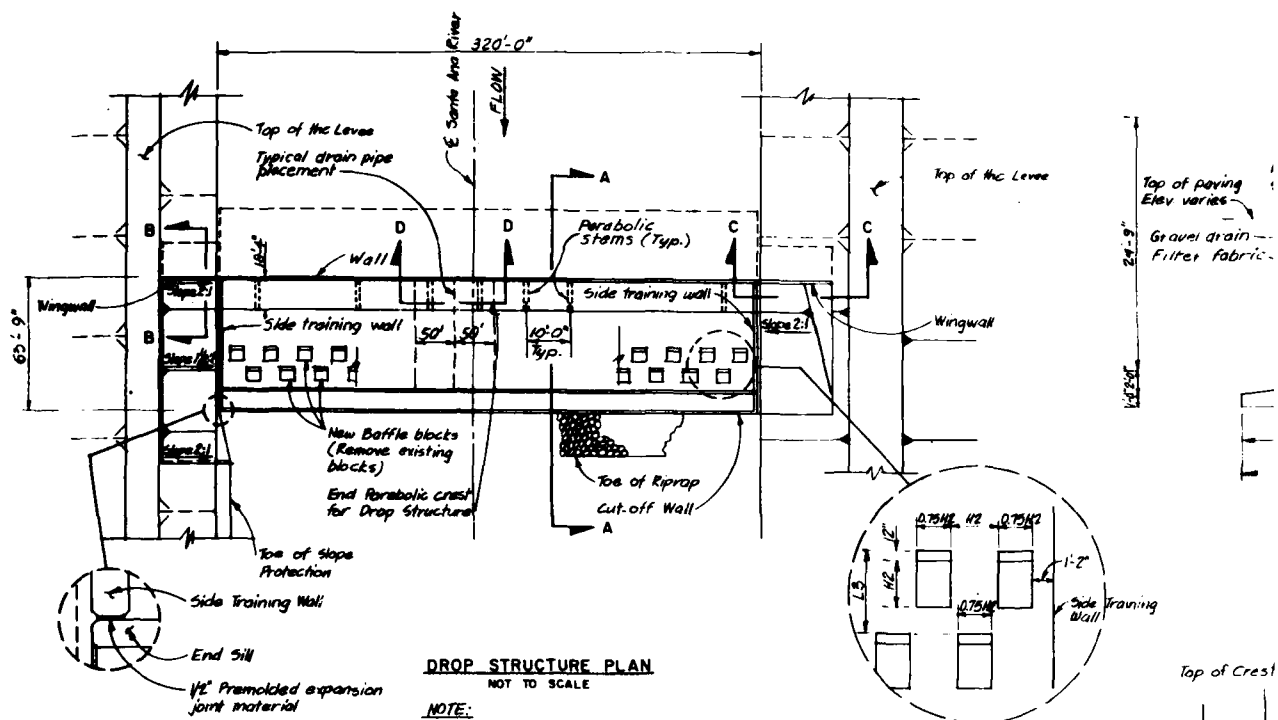 320'-0"
℄ Santa Ana River
FLOW
Top of the Levee
Typical drain pipe
placement
A
Top of the Levee
Top of paving
Elev varies
Gravel drain
Filter fabric
24'-9"
B
D
D
Parabolic
Stems (Typ.)
C
C
18'-4"
Wall
Wingwall
Slope 2:1
Side training wall
Side training wall
Slope 2:1
Wingwall
63'-9"
B
50'
50'
10'-0"
Typ.
New Baffle blocks
(Remove existing
blocks)
End Parabolic crest
for Drop Structure
Slope 2:1
Toe of Riprap
Cut-off Wall
A
Toe of Slope
Protection
Side Training Wall
End Sill
1/2" Premolded expansion
joint material
0.75H2
H2
0.75H2
12"
H2
L3
1'-2"
0.75H2
Side Training
Wall
DROP STRUCTURE PLAN
NOT TO SCALE
NOTE:
Top of Crest